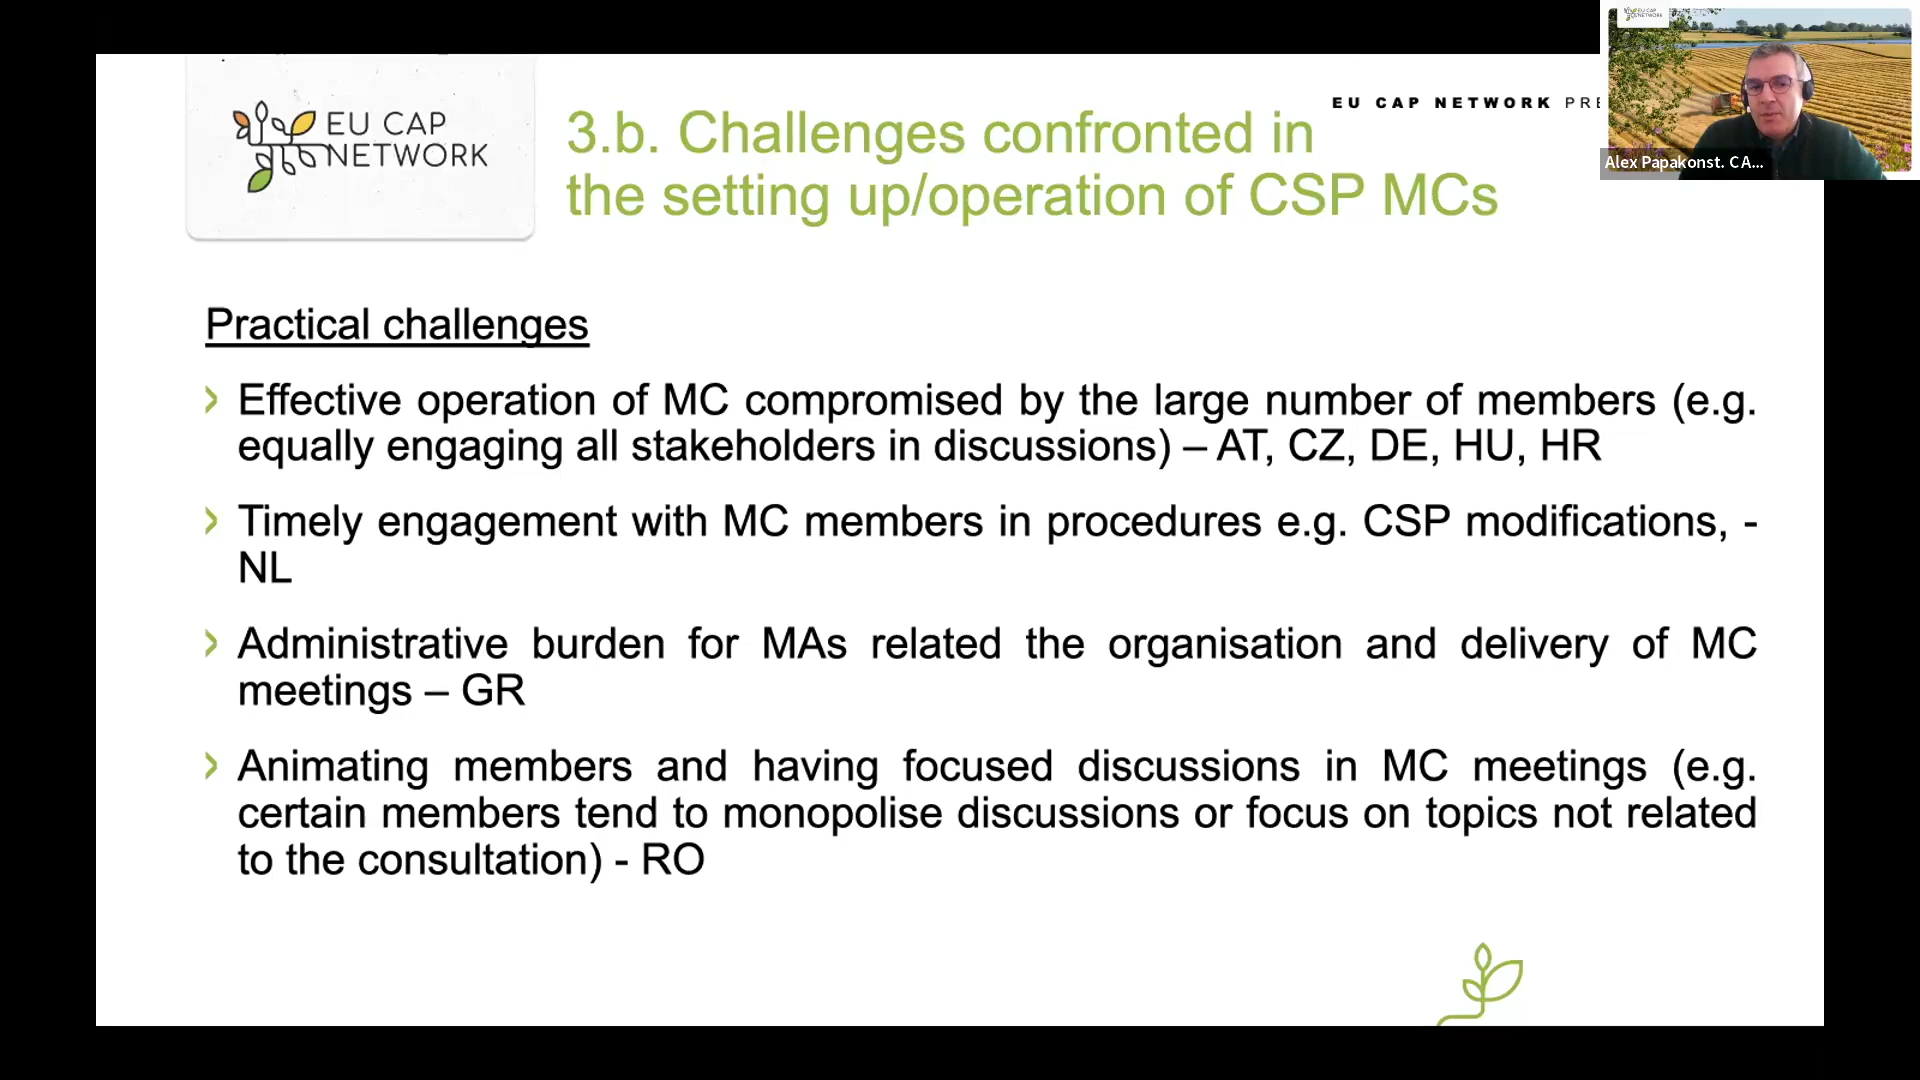 EU CAP
NETWORK
EU CAP NETWORK PRE
3.b. Challenges confronted in
the setting up/operation of CSP MCs
EU CAP
NETWORK
Alex Papakonst. CA...
Practical challenges
Effective operation of MC compromised by the large number of members (e.g.
equally engaging all stakeholders in discussions) – AT, CZ, DE, HU, HR
Timely engagement with MC members in procedures e.g. CSP modifications, -
NL
Administrative burden for MAs related the organisation and delivery of MC
meetings – GR
Animating members and having focused discussions in MC meetings (e.g.
certain members tend to monopolise discussions or focus on topics not related
to the consultation) - RO